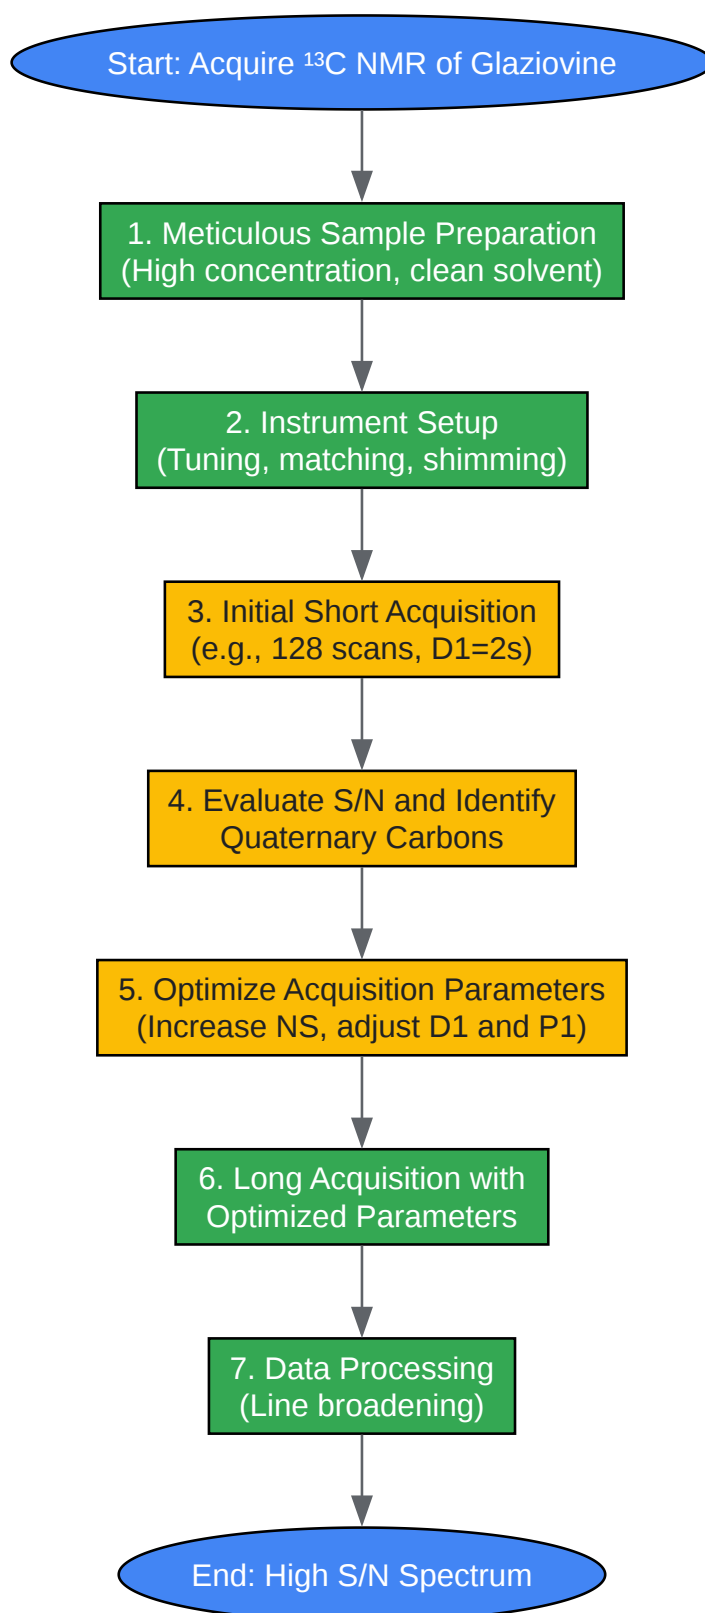 Start: Acquire ¹³C NMR of Glaziovine
1. Meticulous Sample Preparation
(High concentration, clean solvent)
2. Instrument Setup
(Tuning, matching, shimming)
3. Initial Short Acquisition
(e.g., 128 scans, D1=2s)
4. Evaluate S/N and Identify
Quaternary Carbons
5. Optimize Acquisition Parameters
(Increase NS, adjust D1 and P1)
6. Long Acquisition with
Optimized Parameters
7. Data Processing
(Line broadening)
End: High S/N Spectrum